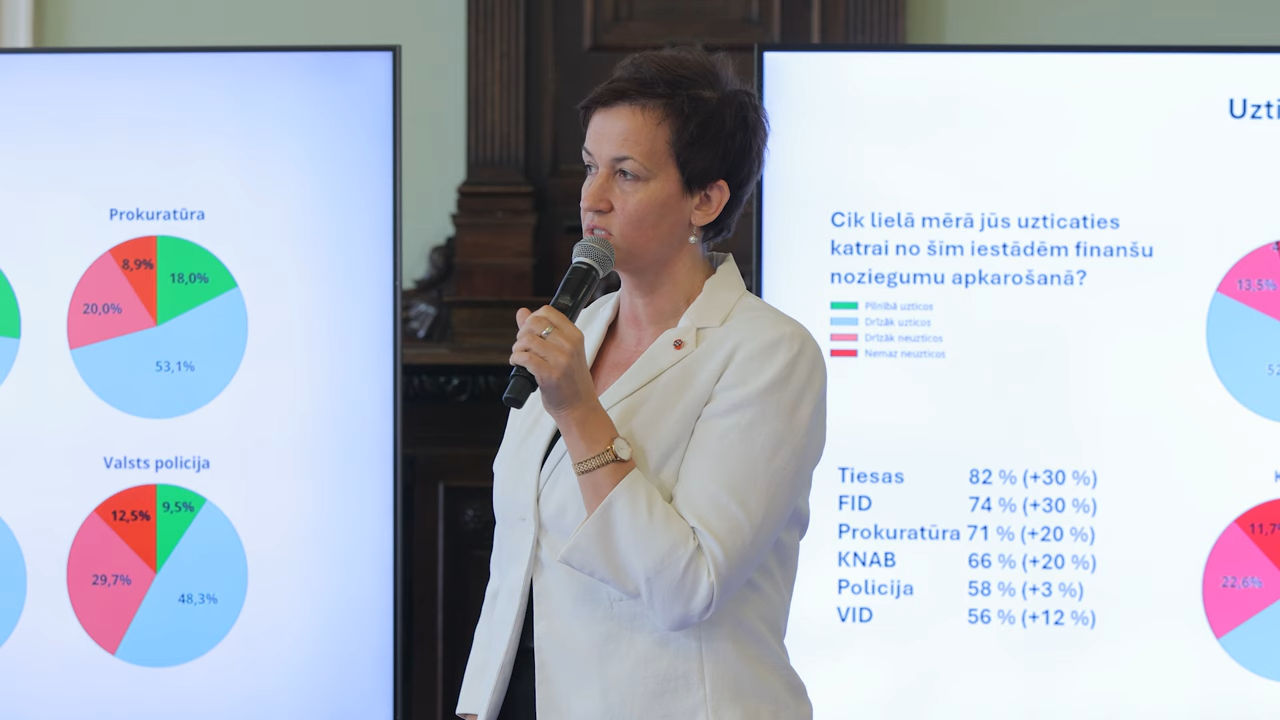 Prokuratūra
8,9%
18,0%
20,0%
53,1%
Valsts policija
12,5%
9,5%
29,7%
48,3%
Uzti
Cik lielā mērā jūs uzticaties
katrai no šīm iestādēm finanšu
noziegumu apkarošanā?
Pilnībā uzticos
Drīzāk uzticos
Drīzāk neuzticos
Nemaz neuzticos
13,5%
52
Tiesas 82 % (+30 %)
FID 74 % (+30 %)
Prokuratūra 71 % (+20 %)
KNAB 66 % (+20 %)
Policija 58 % (+3 %)
VID 56 % (+12 %)
K
11,7
22,6%